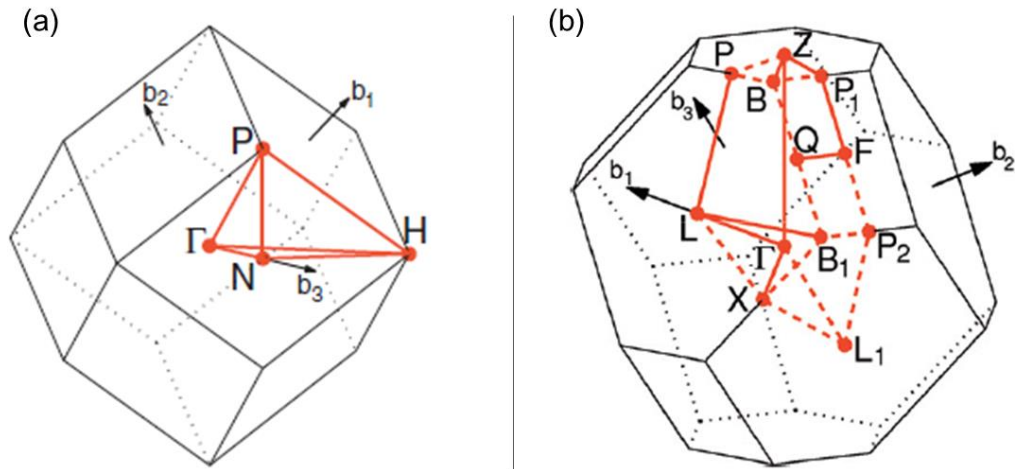 (a)
b₂
b₁
P
Γ
H
N
b₃
(b)
Z
P
B
P₁
b₃
Q
F
b₂
b₁
L
Γ
B₁
P₂
X
L₁